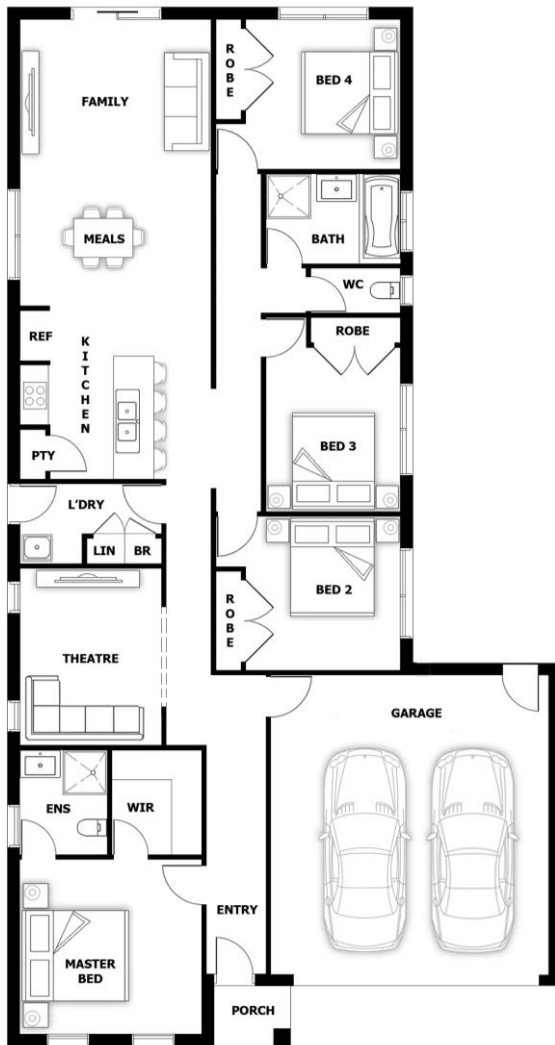 FAMILY
ROBE
BED 4
MEALS
BATH
WC
REF
KITCHEN
ROBE
PTY
BED 3
L'DRY
LIN
BR
ROBE
BED 2
THEATRE
GARAGE
ENS
WIR
ENTRY
MASTER
BED
PORCH